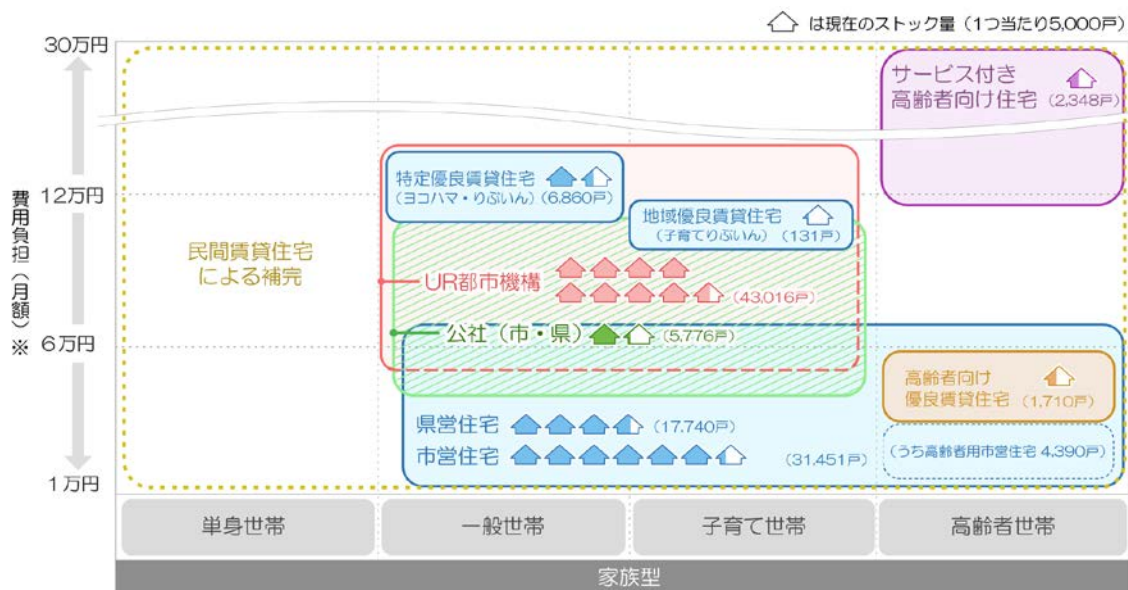 は現在のストック量（1つ当たり5,000戸）
30万円
12万円
6万円
1万円
費用負担（月額）※
サービス付き
高齢者向け住宅（2,348戸）
特定優良賃貸住宅
（ヨコハマ・りぶいん）（6,860戸）
地域優良賃貸住宅
（子育てりぶいん）（131戸）
民間賃貸住宅
による補完
UR都市機構
（43,016戸）
公社（市・県）（5,776戸）
高齢者向け
優良賃貸住宅（1,710戸）
県営住宅（17,740戸）
市営住宅（31,451戸）
（うち高齢者用市営住宅 4,390戸）
単身世帯
一般世帯
子育て世帯
高齢者世帯
家族型